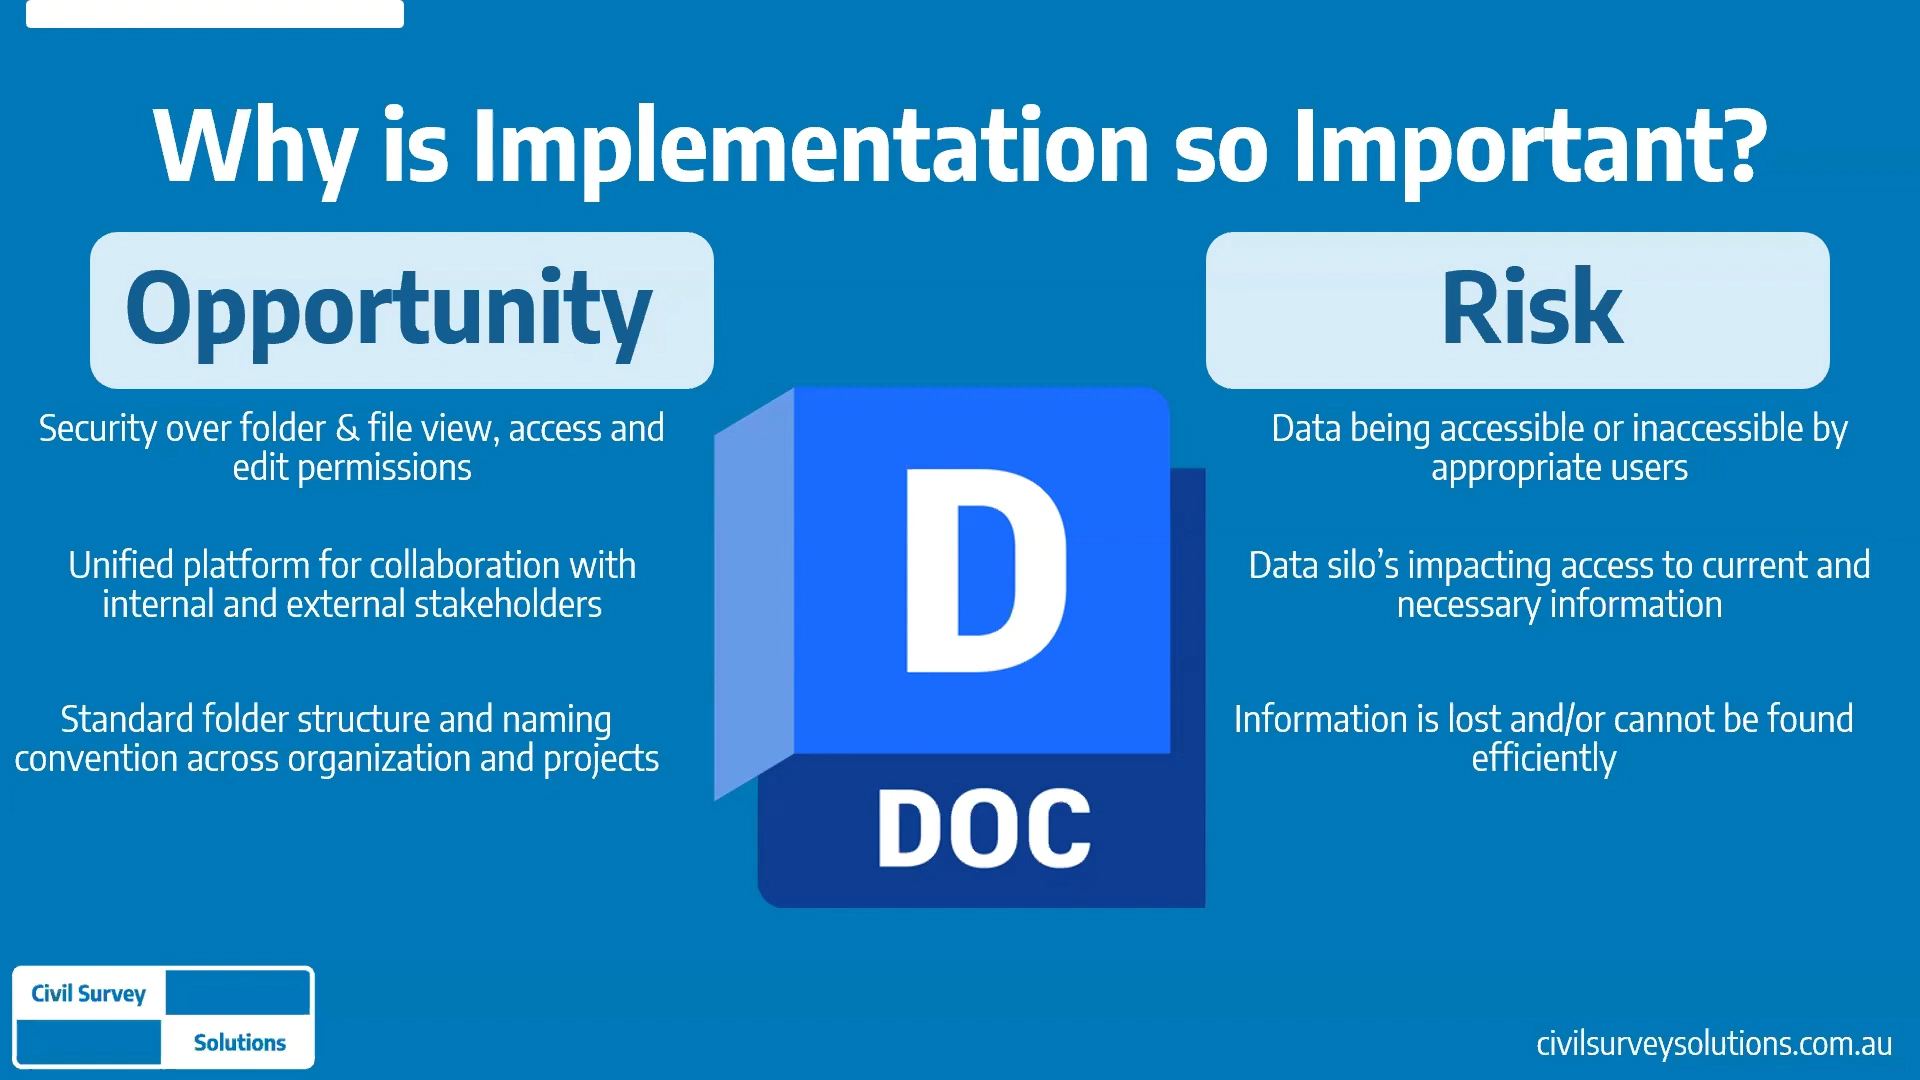 Why is Implementation so Important?
Opportunity
Security over folder & file view, access and
edit permissions
Unified platform for collaboration with
internal and external stakeholders
Standard folder structure and naming
convention across organization and projects
D
DOC
Risk
Data being accessible or inaccessible by
appropriate users
Data silo’s impacting access to current and
necessary information
Information is lost and/or cannot be found
efficiently
Civil Survey
Solutions
civilsurveysolutions.com.au